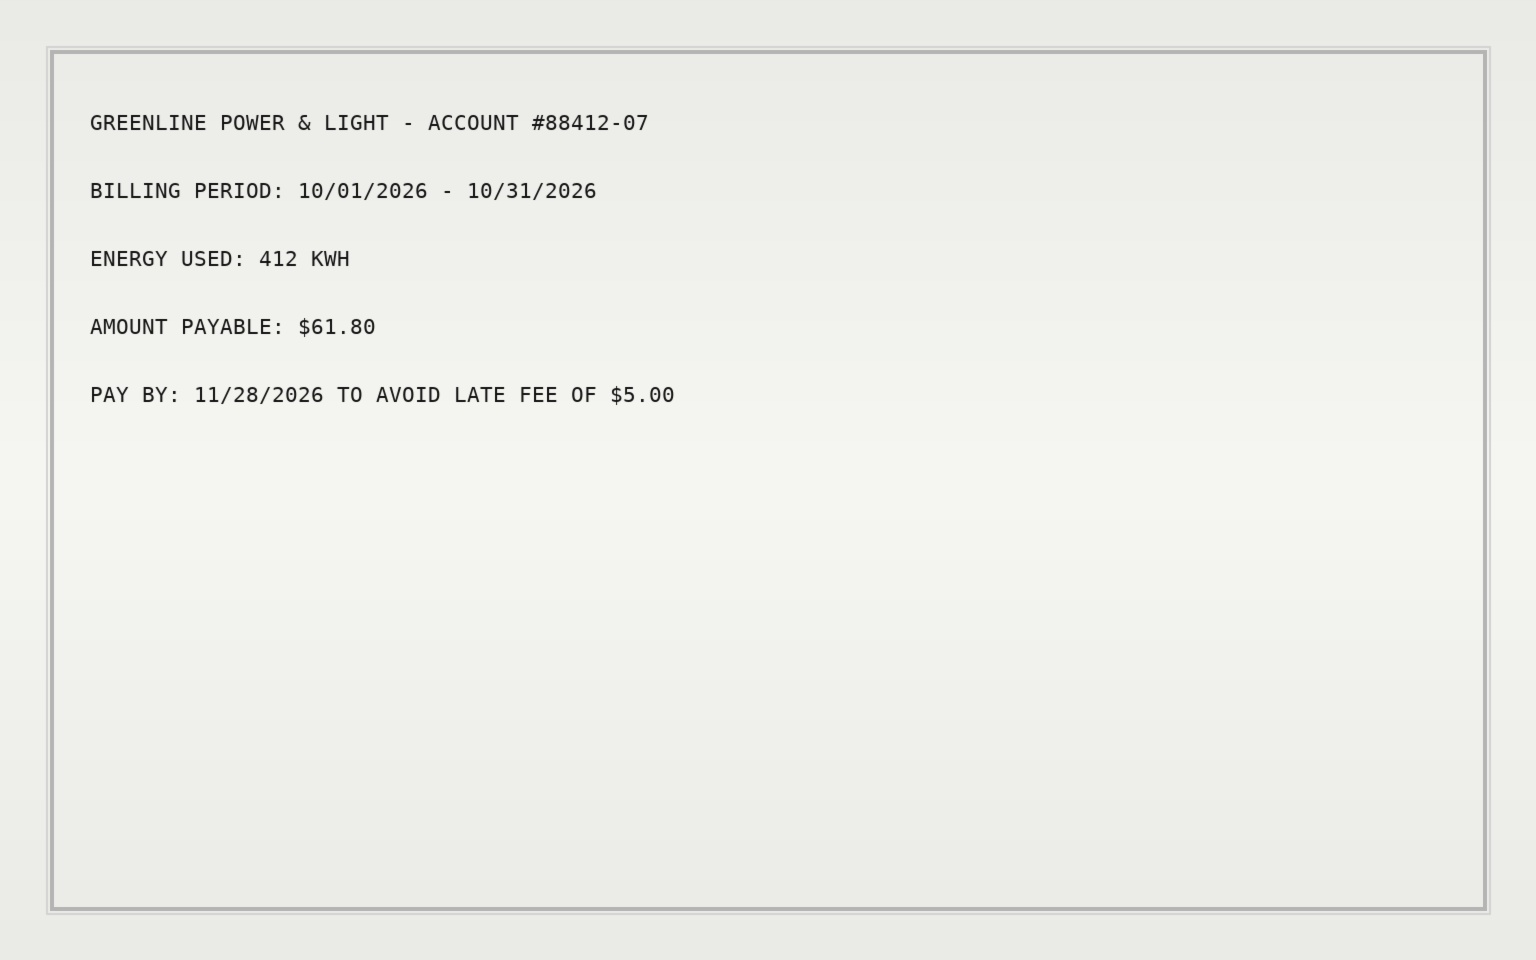 GREENLINE POWER & LIGHT - ACCOUNT #88412-07
BILLING PERIOD: 10/01/2026 - 10/31/2026
ENERGY USED: 412 KWH
AMOUNT PAYABLE: $61.80
PAY BY: 11/28/2026 TO AVOID LATE FEE OF $5.00